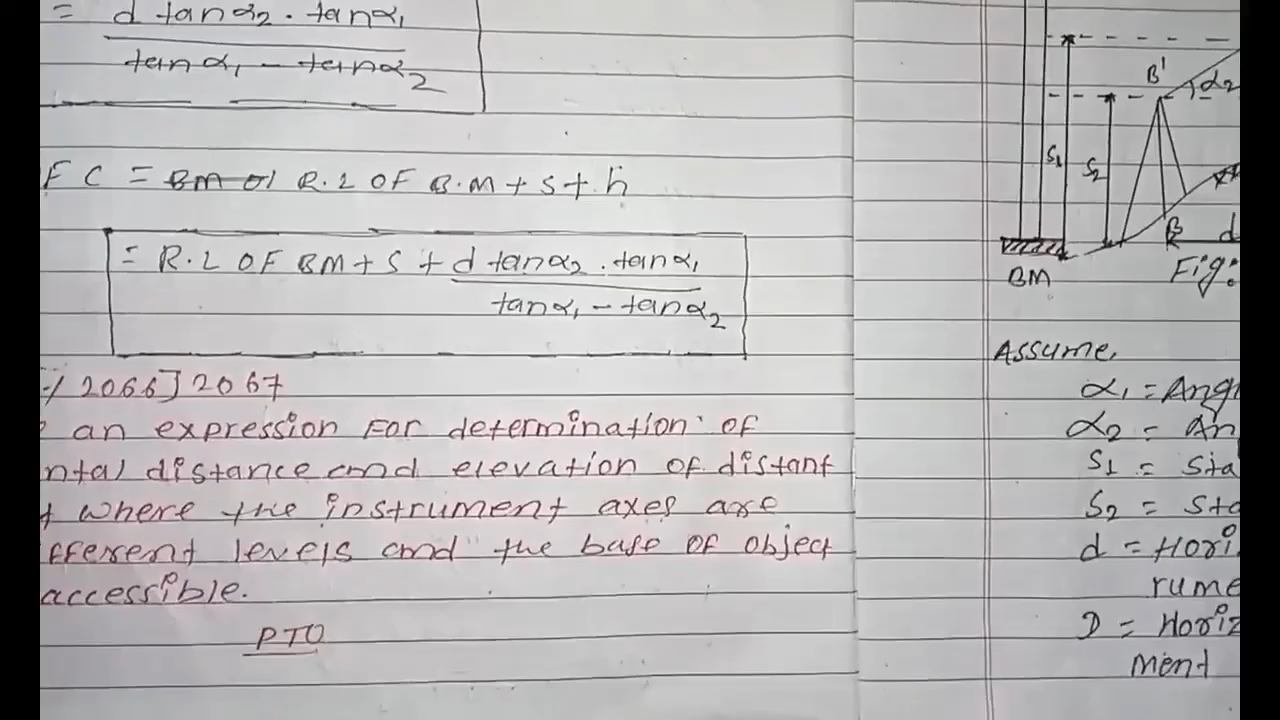 = d tanα2 . tanα1
tanα1 - tanα2
FC = BM of R.L OF B.M + S + h
= R.L OF BM + S + d tanα2 . tanα1
tanα1 - tanα2
2066] 2067
an expression For determination of
ntal distance and elevation of distant
t where the instrument axes are
fferent levels and the base of object
accessible.
PTO
B'
α2
S1
S2
B
d
BM
Fig:
Assume,
α1 = Angl
α2 = An
S1 = Sta
S2 = Sta
d = Hori
rume
D = Horiz
ment